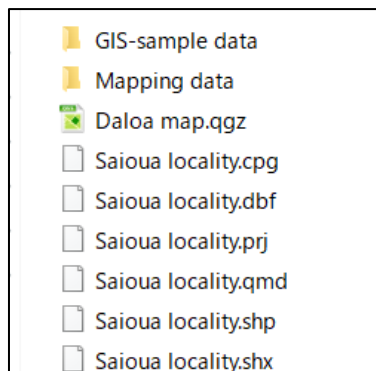 GIS-sample data
Mapping data
Daloa map.qgz
Saioua locality.cpg
Saioua locality.dbf
Saioua locality.prj
Saioua locality.qmd
Saioua locality.shp
Saioua locality.shx